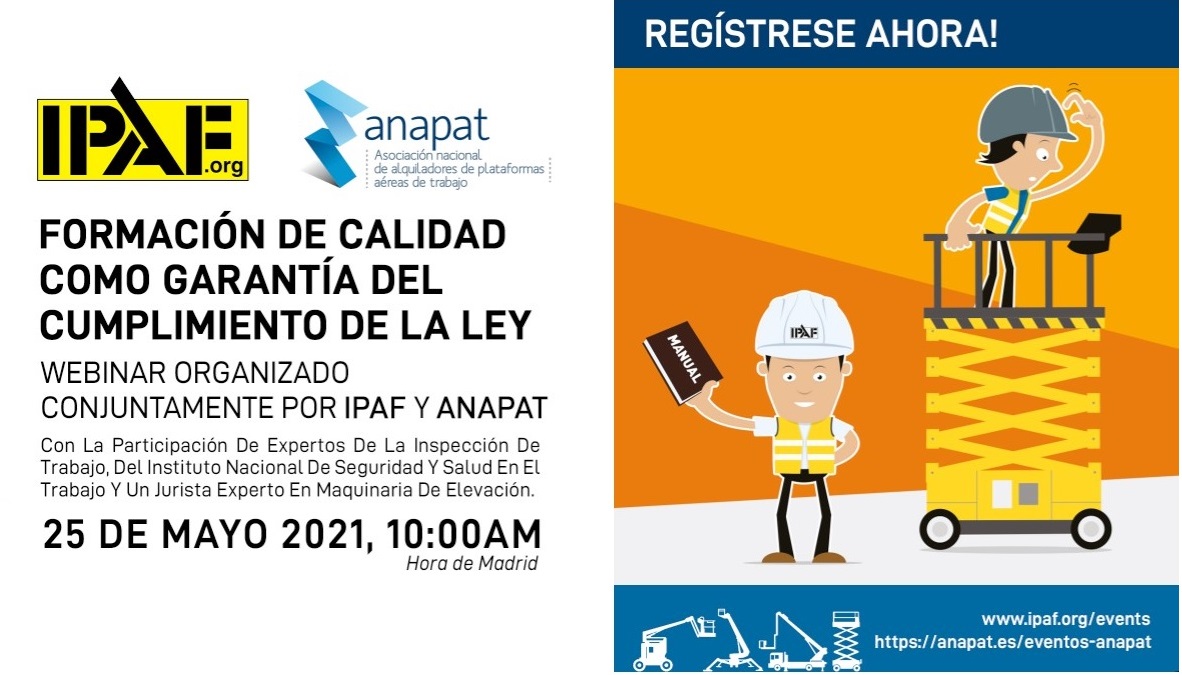 IPAF.org
anapat
Asociación nacional
de alquiladores de plataformas
aéreas de trabajo
FORMACIÓN DE CALIDAD
COMO GARANTÍA DEL
CUMPLIMIENTO DE LA LEY
WEBINAR ORGANIZADO
CONJUNTAMENTE POR IPAF Y ANAPAT
Con La Participación De Expertos De La Inspección De
Trabajo, Del Instituto Nacional De Seguridad Y Salud En El
Trabajo Y Un Jurista Experto En Maquinaria De Elevación.
25 DE MAYO 2021, 10:00AM
Hora de Madrid
REGÍSTRESE AHORA!
IPAF
MANUAL
www.ipaf.org/events
https://anapat.es/eventos-anapat